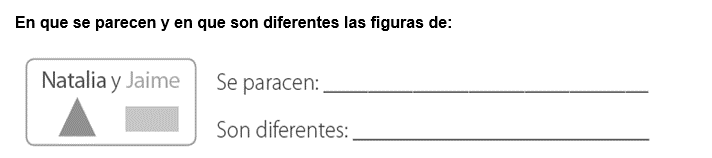 En que se parecen y en que son diferentes las figuras de:
Natalia y Jaime
Se paracen:
Son diferentes: